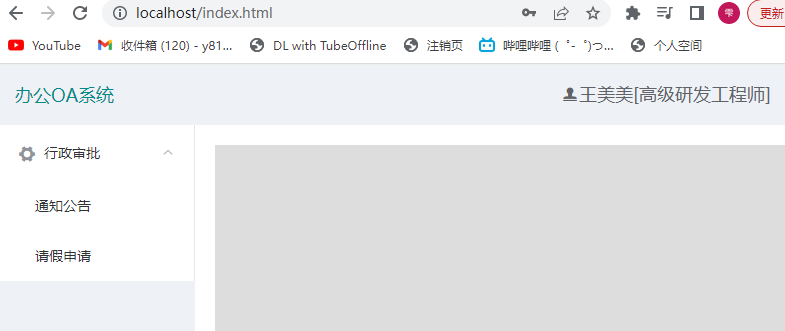 localhost/index.html
雫
更新
YouTube 收件箱 (120) - y81... DL with TubeOffline 注销页 哔哩哔哩 ( ゜- ゜)つ... 个人空间
办公OA系统 王美美[高级研发工程师]
行政审批
通知公告
请假申请